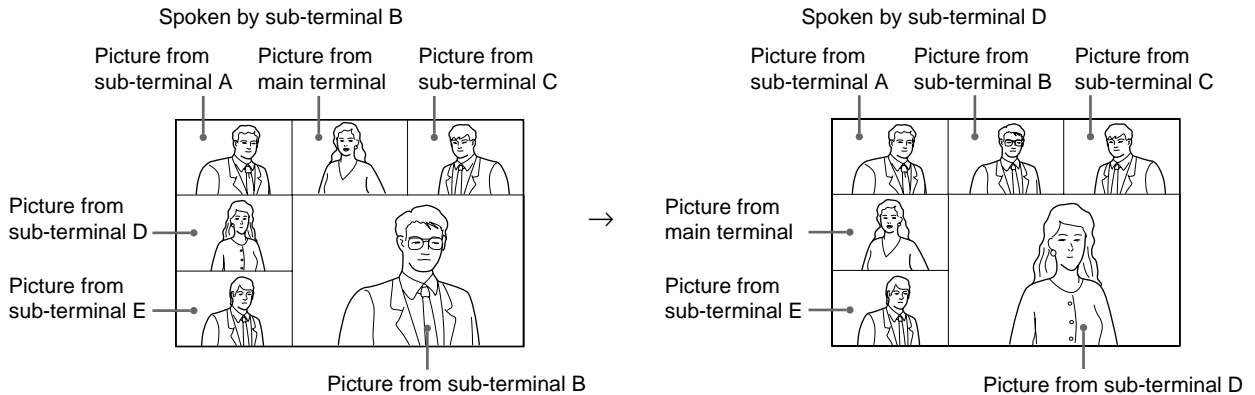 Spoken by sub-terminal B
Picture from
sub-terminal A
Picture from
main terminal
Picture from
sub-terminal C
Picture from
sub-terminal D
Picture from
sub-terminal E
Picture from sub-terminal B
→
Spoken by sub-terminal D
Picture from
sub-terminal A
Picture from
sub-terminal B
Picture from
sub-terminal C
Picture from
main terminal
Picture from
sub-terminal E
Picture from sub-terminal D